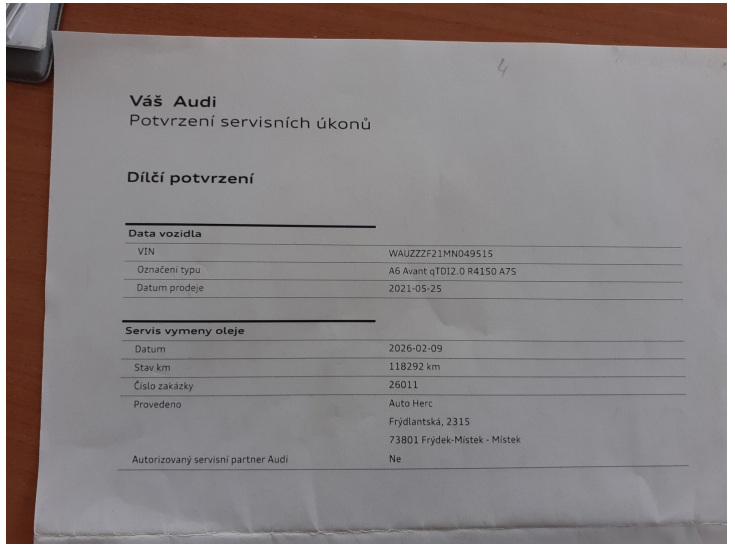 4
Váš Audi
Potvrzení servisních úkonů
Dílčí potvrzení
Data vozidla
VIN WAUZZZF21MN049515
Označení typu A6 Avant qTDI2.0 R4150 A7S
Datum prodeje 2021-05-25
Servis vymeny oleje
Datum 2026-02-09
Stav km 118292 km
Číslo zakázky 26011
Provedeno Auto Herc
Frýdlantská, 2315
73801 Frýdek-Místek - Místek
Autorizovaný servisní partner Audi Ne